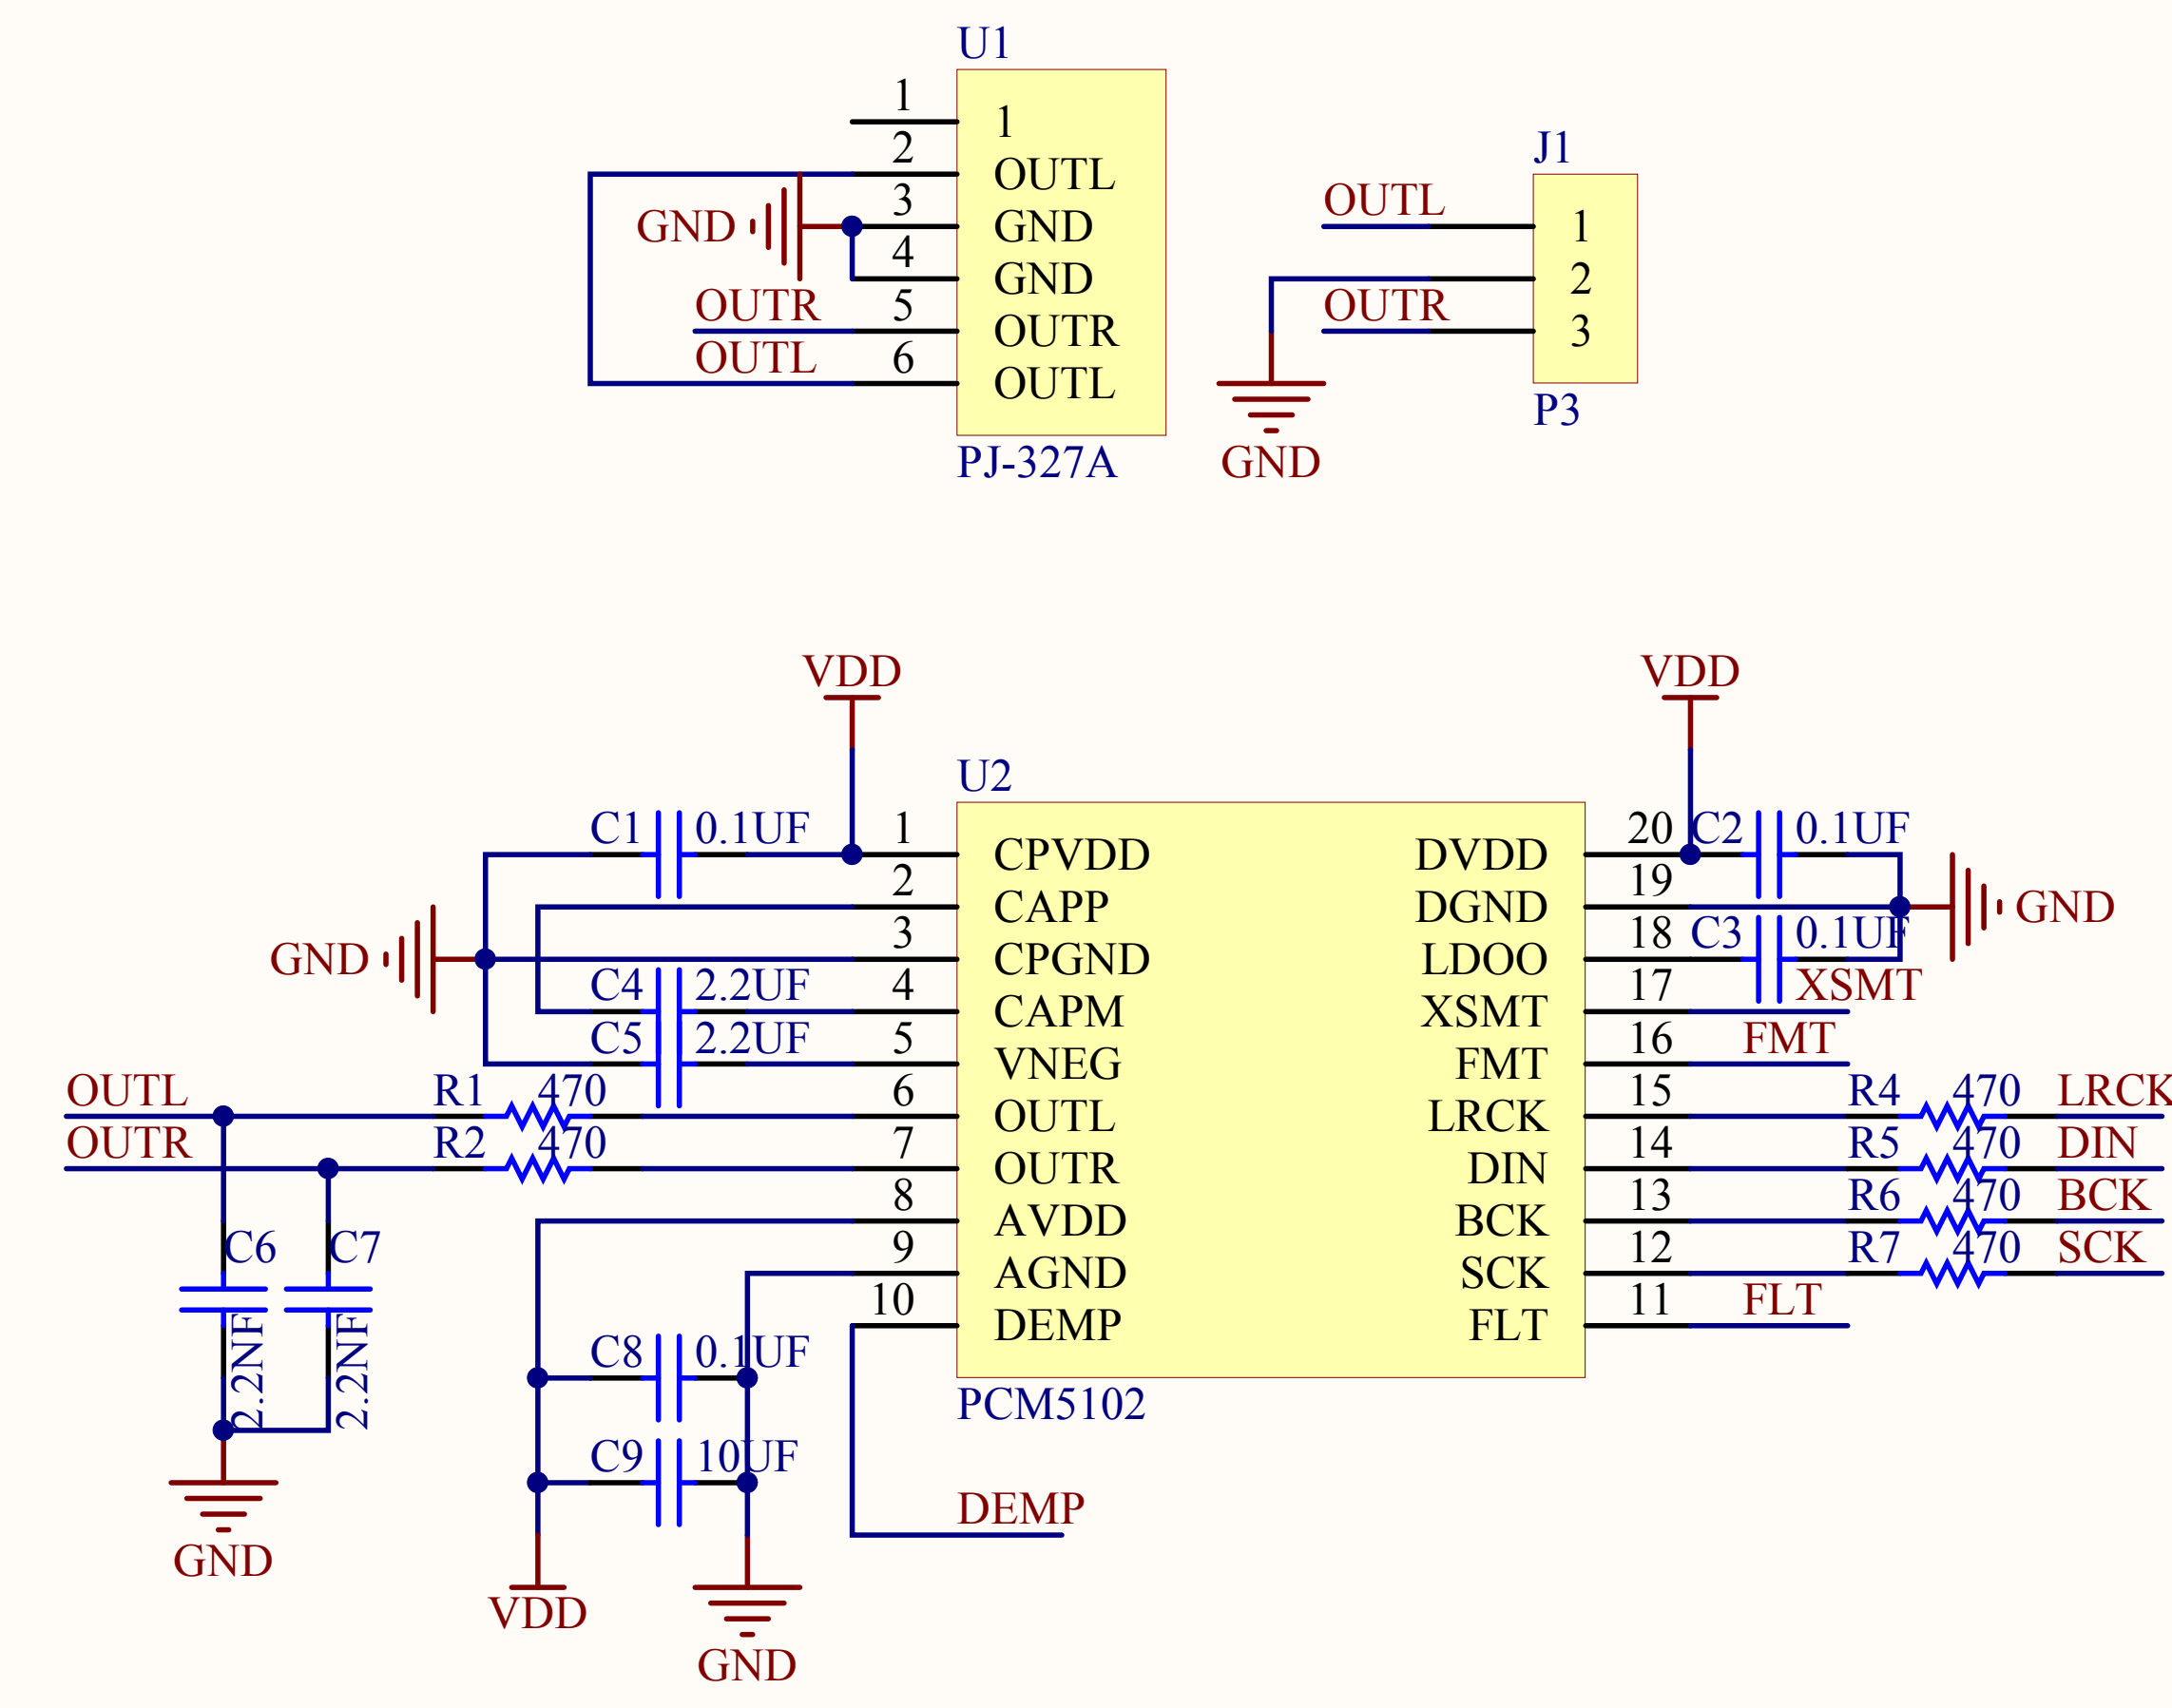 U1
1
1
2
OUTL
3
GND
GND
4
GND
OUTR
5
OUTR
OUTL
6
OUTL
PJ-327A
J1
OUTL
1
2
OUTR
3
P3
GND
VDD
VDD
U2
C1
0.1UF
1
CPVDD
DVDD
20
C2
0.1UF
2
CAPP
DGND
19
GND
GND
3
CPGND
LDOO
18
C3
0.1UF
C4
2.2UF
4
CAPM
XSMT
17
XSMT
C5
2.2UF
5
VNEG
FMT
16
FMT
OUTL
R1
470
6
OUTL
LRCK
15
R4
470
LRCK
OUTR
R2
470
7
OUTR
DIN
14
R5
470
DIN
8
AVDD
BCK
13
R6
470
BCK
C6
C7
9
AGND
SCK
12
R7
470
SCK
10
DEMP
FLT
11
FLT
2.2NF
2.2NF
C8
0.1UF
PCM5102
C9
10UF
DEMP
GND
VDD
GND